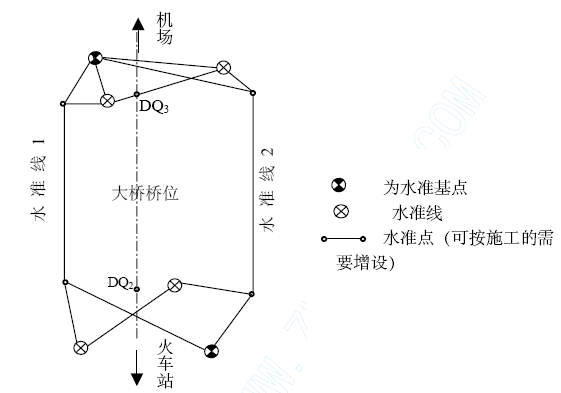 机场
DQ3
水准线 1
大桥桥位
水准线 2
DQ2
火车站
为水准基点
水准线
水准点（可按施工的需
要增设）